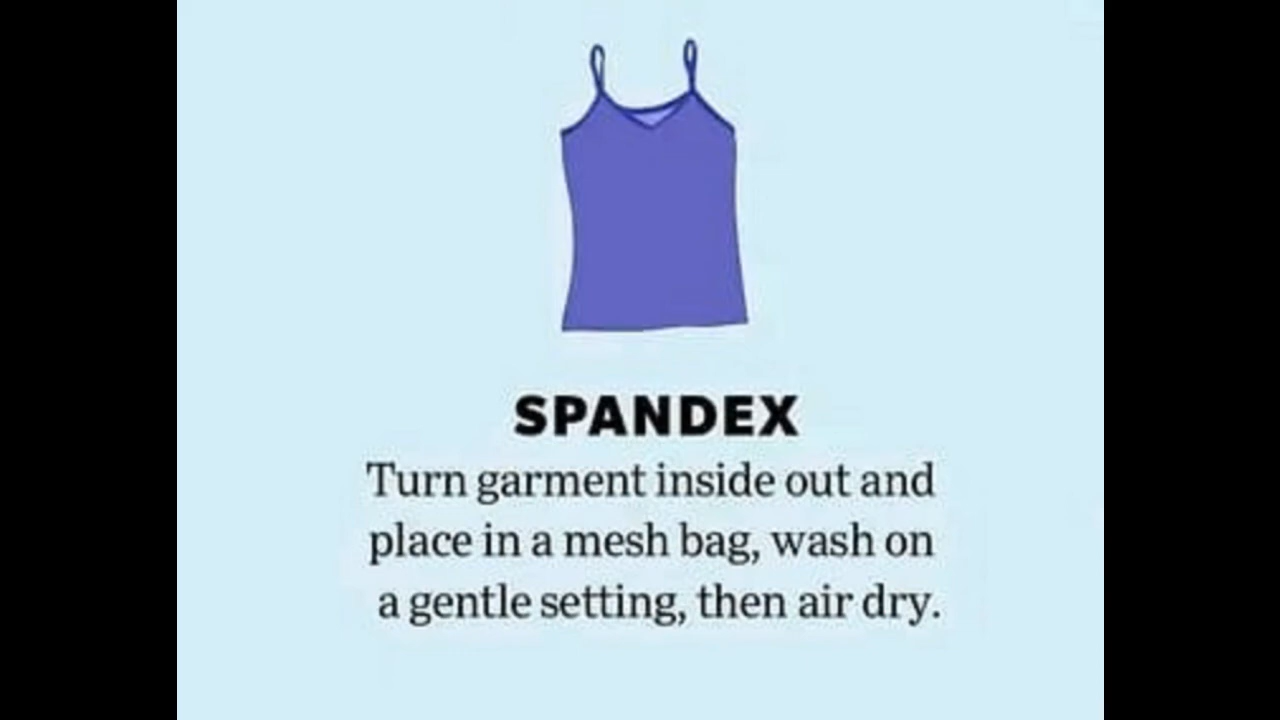 SPANDEX
Turn garment inside out and
place in a mesh bag, wash on
a gentle setting, then air dry.